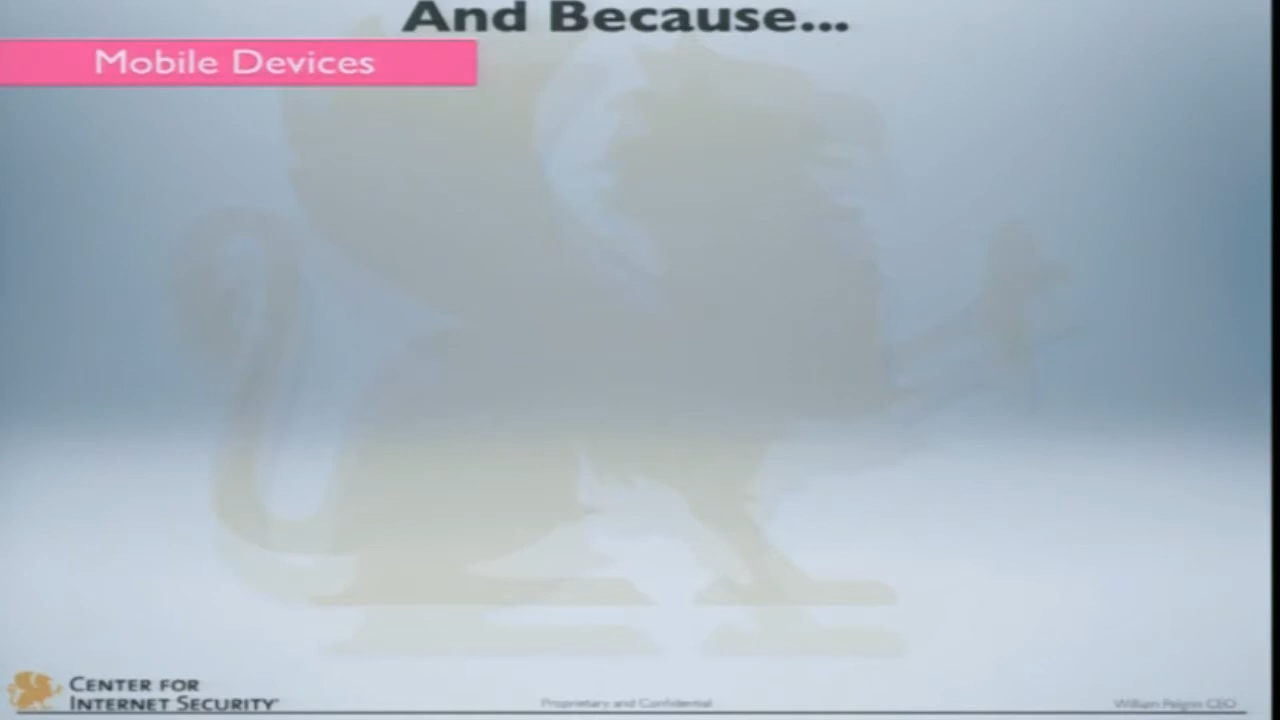 And Because...
Mobile Devices
CENTER FOR
INTERNET SECURITY
Proprietary and Confidential
William Pelgrin CEO